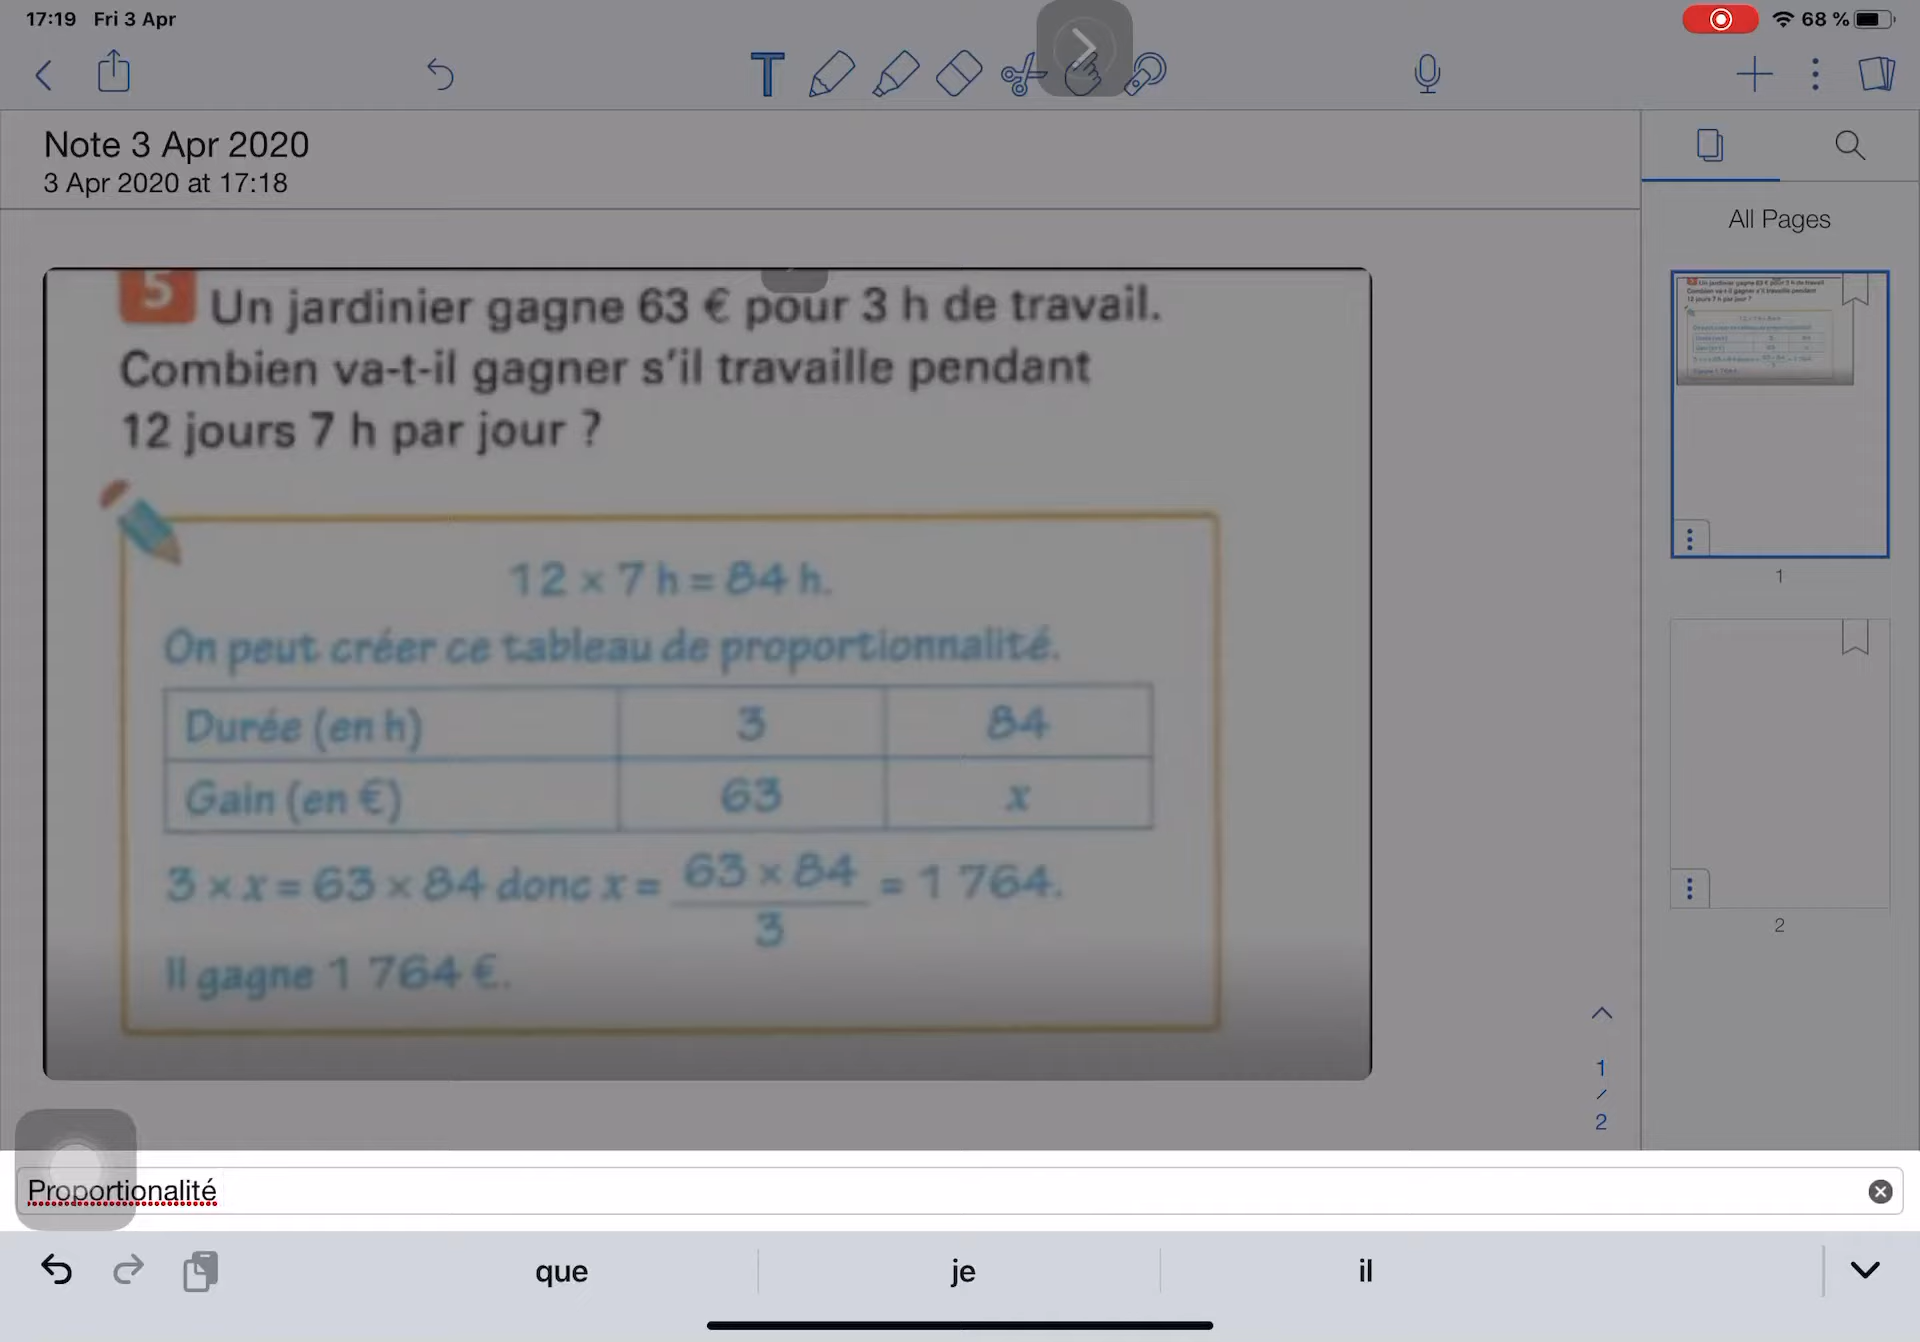 17:19 Fri 3 Apr
68 %
T
Note 3 Apr 2020
3 Apr 2020 at 17:18
All Pages
5 Un jardinier gagne 63 € pour 3 h de travail.
Combien va-t-il gagner s'il travaille pendant
12 jours 7 h par jour ?
12 × 7 h = 84 h.
On peut créer ce tableau de proportionnalité.
Durée (en h) 3 84
Gain (en €) 63 x
3 × x = 63 × 84 donc x = 63 × 84 / 3 = 1 764.
Il gagne 1 764 €.
1
2
1
/
2
Proportionalité
que je il